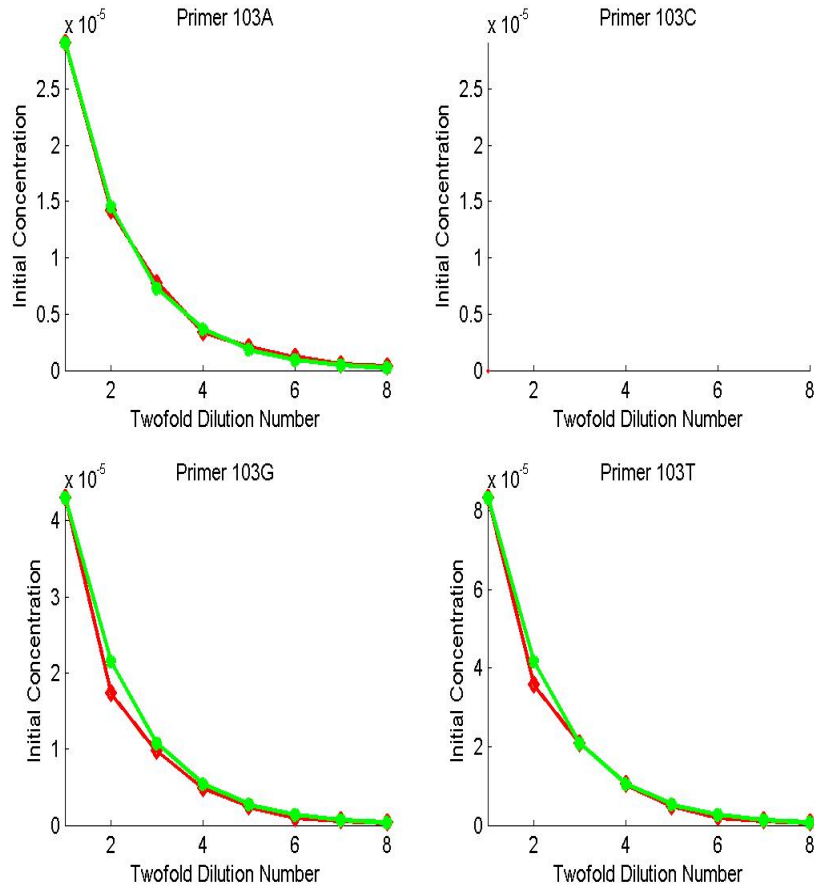 x 10-5
Primer 103A
2.5
2
1.5
1
0.5
0
2 4 6 8
Initial Concentration
Twofold Dilution Number
x 10-5
Primer 103C
2.5
2
1.5
1
0.5
0
2 4 6 8
Initial Concentration
Twofold Dilution Number
x 10-5
Primer 103G
4
3
2
1
0
2 4 6 8
Initial Concentration
Twofold Dilution Number
x 10-5
Primer 103T
8
6
4
2
0
2 4 6 8
Initial Concentration
Twofold Dilution Number